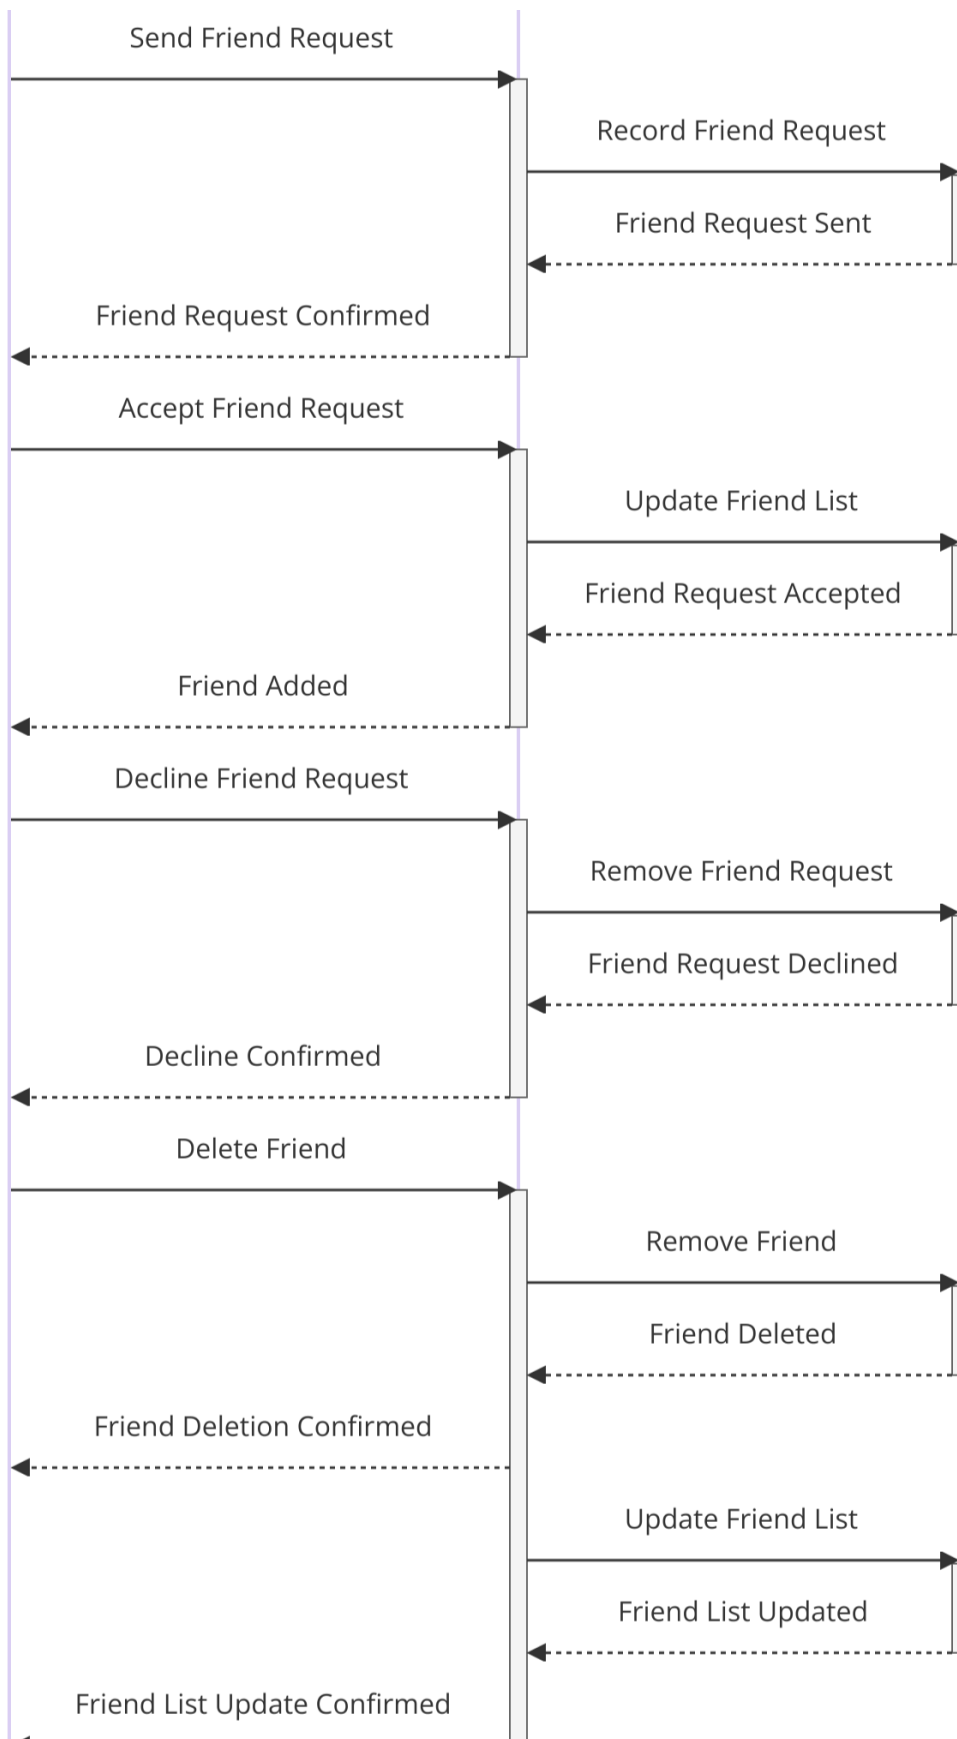 Send Friend Request
Record Friend Request
Friend Request Sent
Friend Request Confirmed
Accept Friend Request
Update Friend List
Friend Request Accepted
Friend Added
Decline Friend Request
Remove Friend Request
Friend Request Declined
Decline Confirmed
Delete Friend
Remove Friend
Friend Deleted
Friend Deletion Confirmed
Update Friend List
Friend List Updated
Friend List Update Confirmed